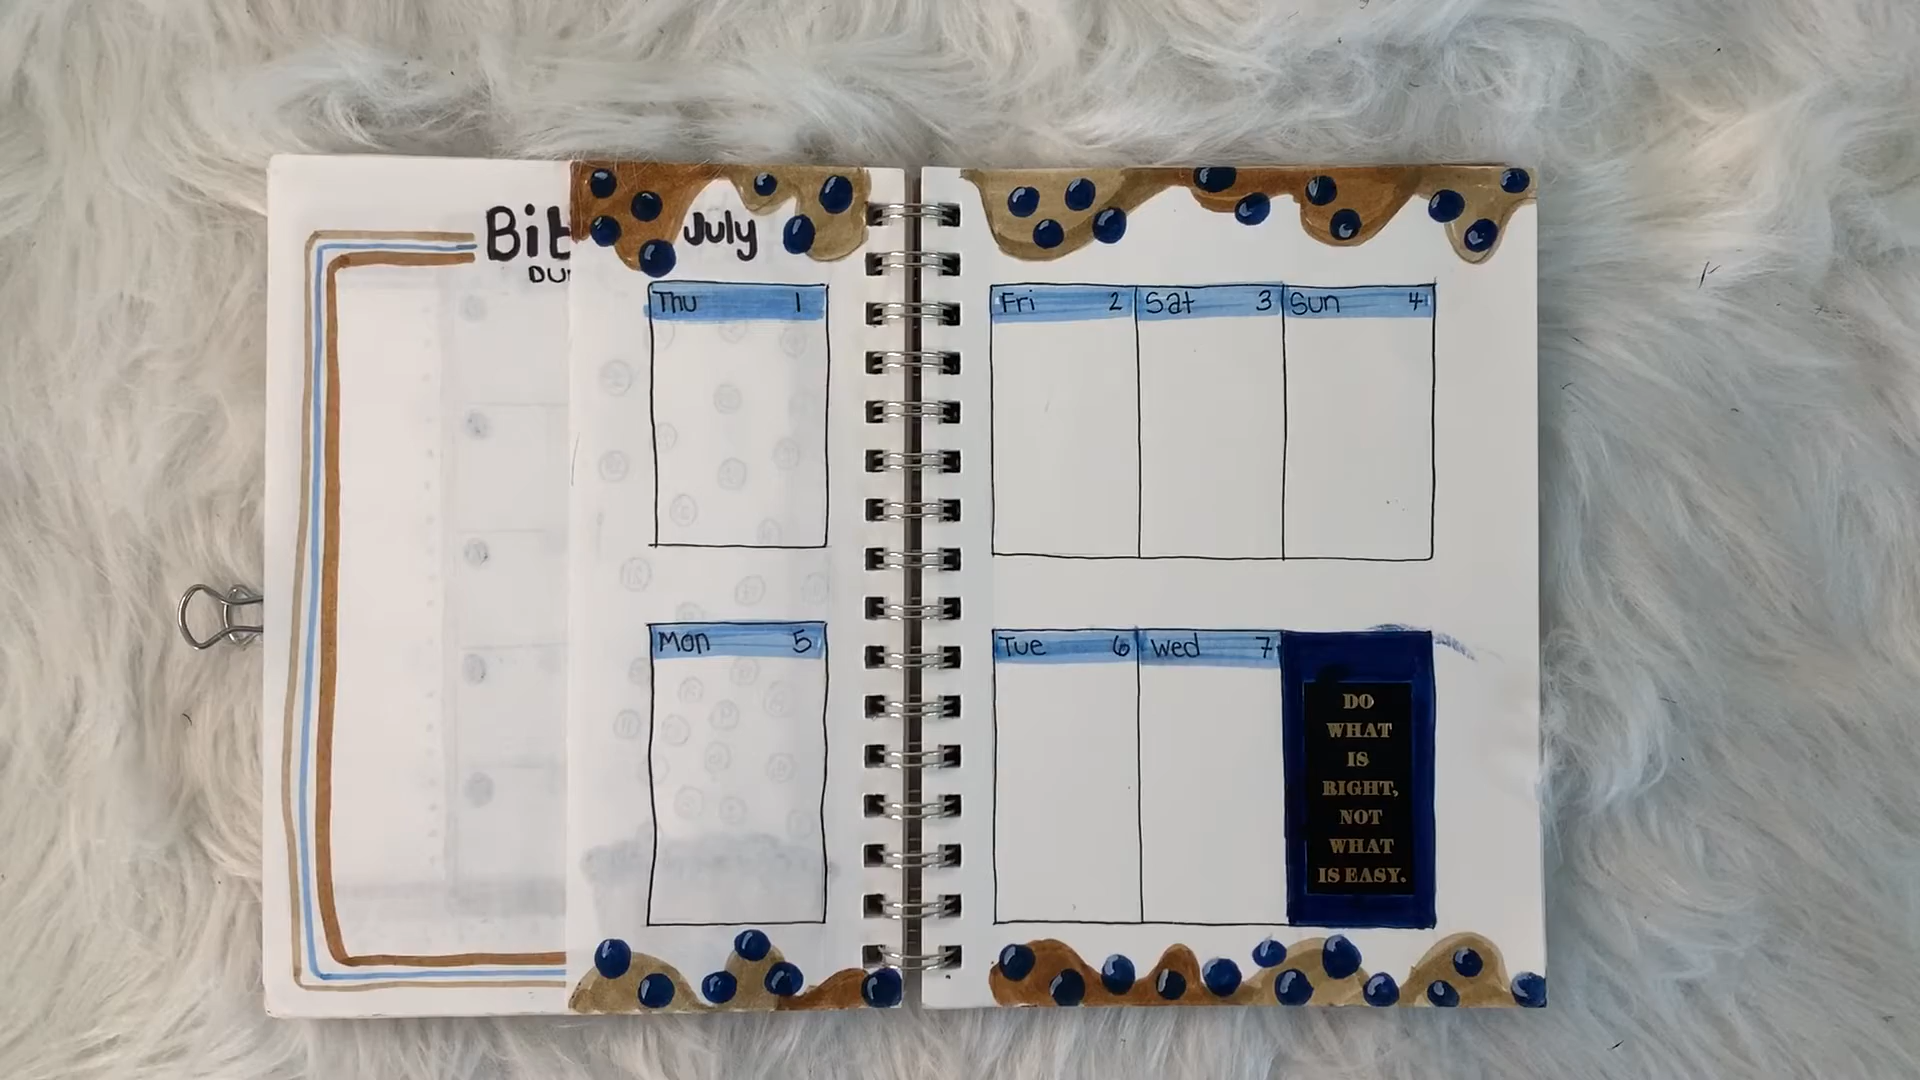 July
Thu 1
Fri 2 Sat 3 Sun 4
Mon 5
Tue 6 Wed 7
DO
WHAT
IS
RIGHT,
NOT
WHAT
IS EASY.